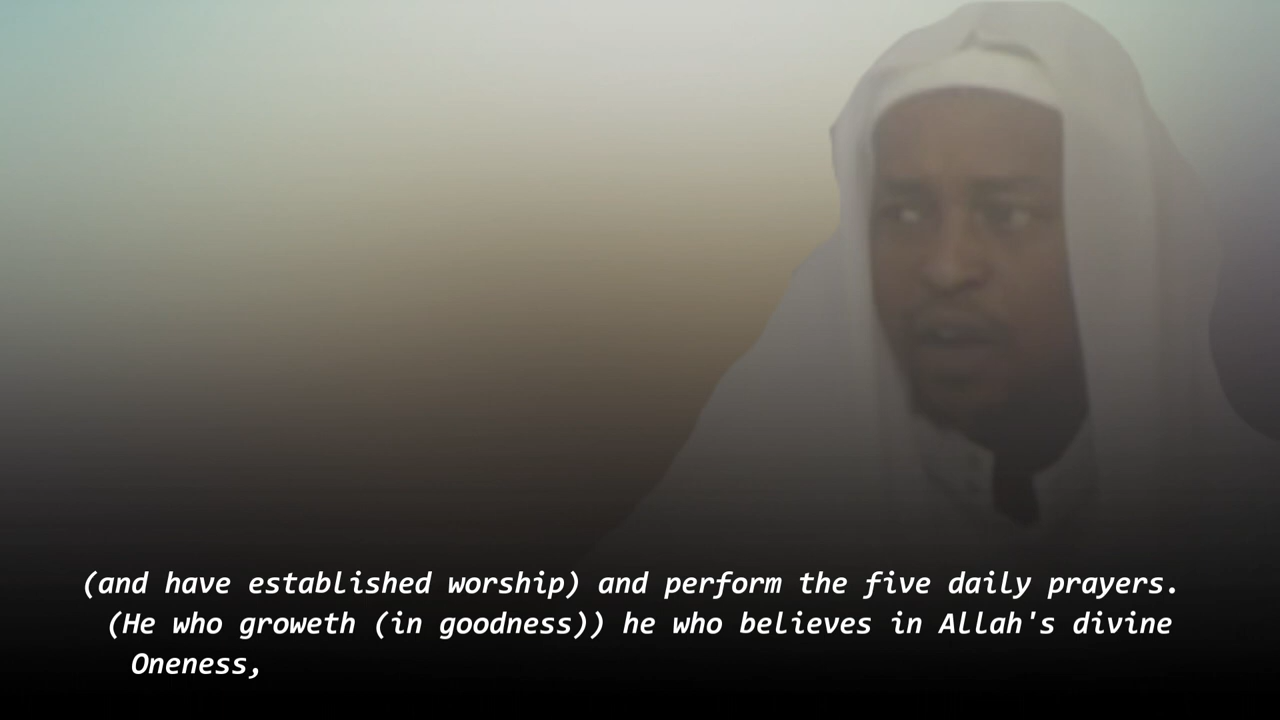 (and have established worship) and perform the five daily prayers.
(He who groweth (in goodness)) he who believes in Allah's divine
Oneness,